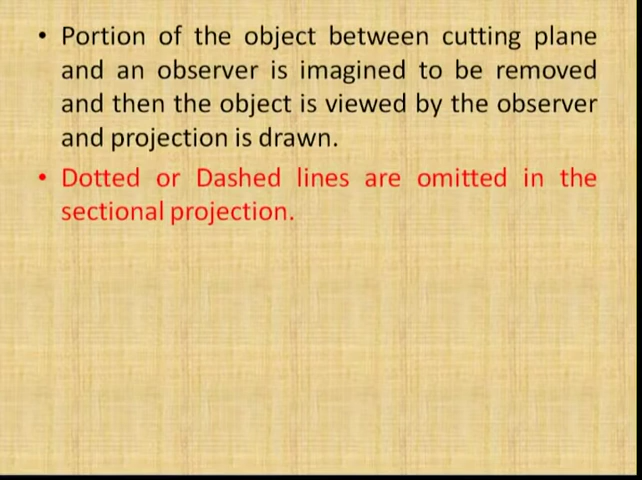 • Portion of the object between cutting plane
and an observer is imagined to be removed
and then the object is viewed by the observer
and projection is drawn.
• Dotted or Dashed lines are omitted in the
sectional projection.